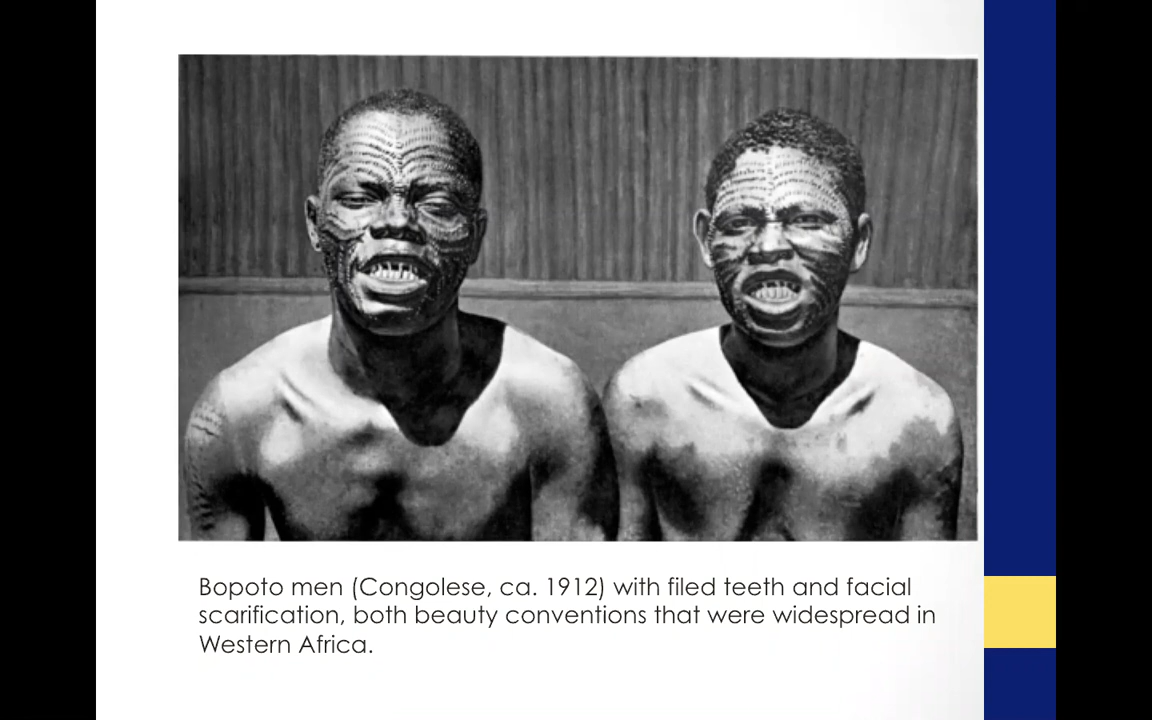 Bopoto men (Congolese, ca. 1912) with filed teeth and facial
scarification, both beauty conventions that were widespread in
Western Africa.